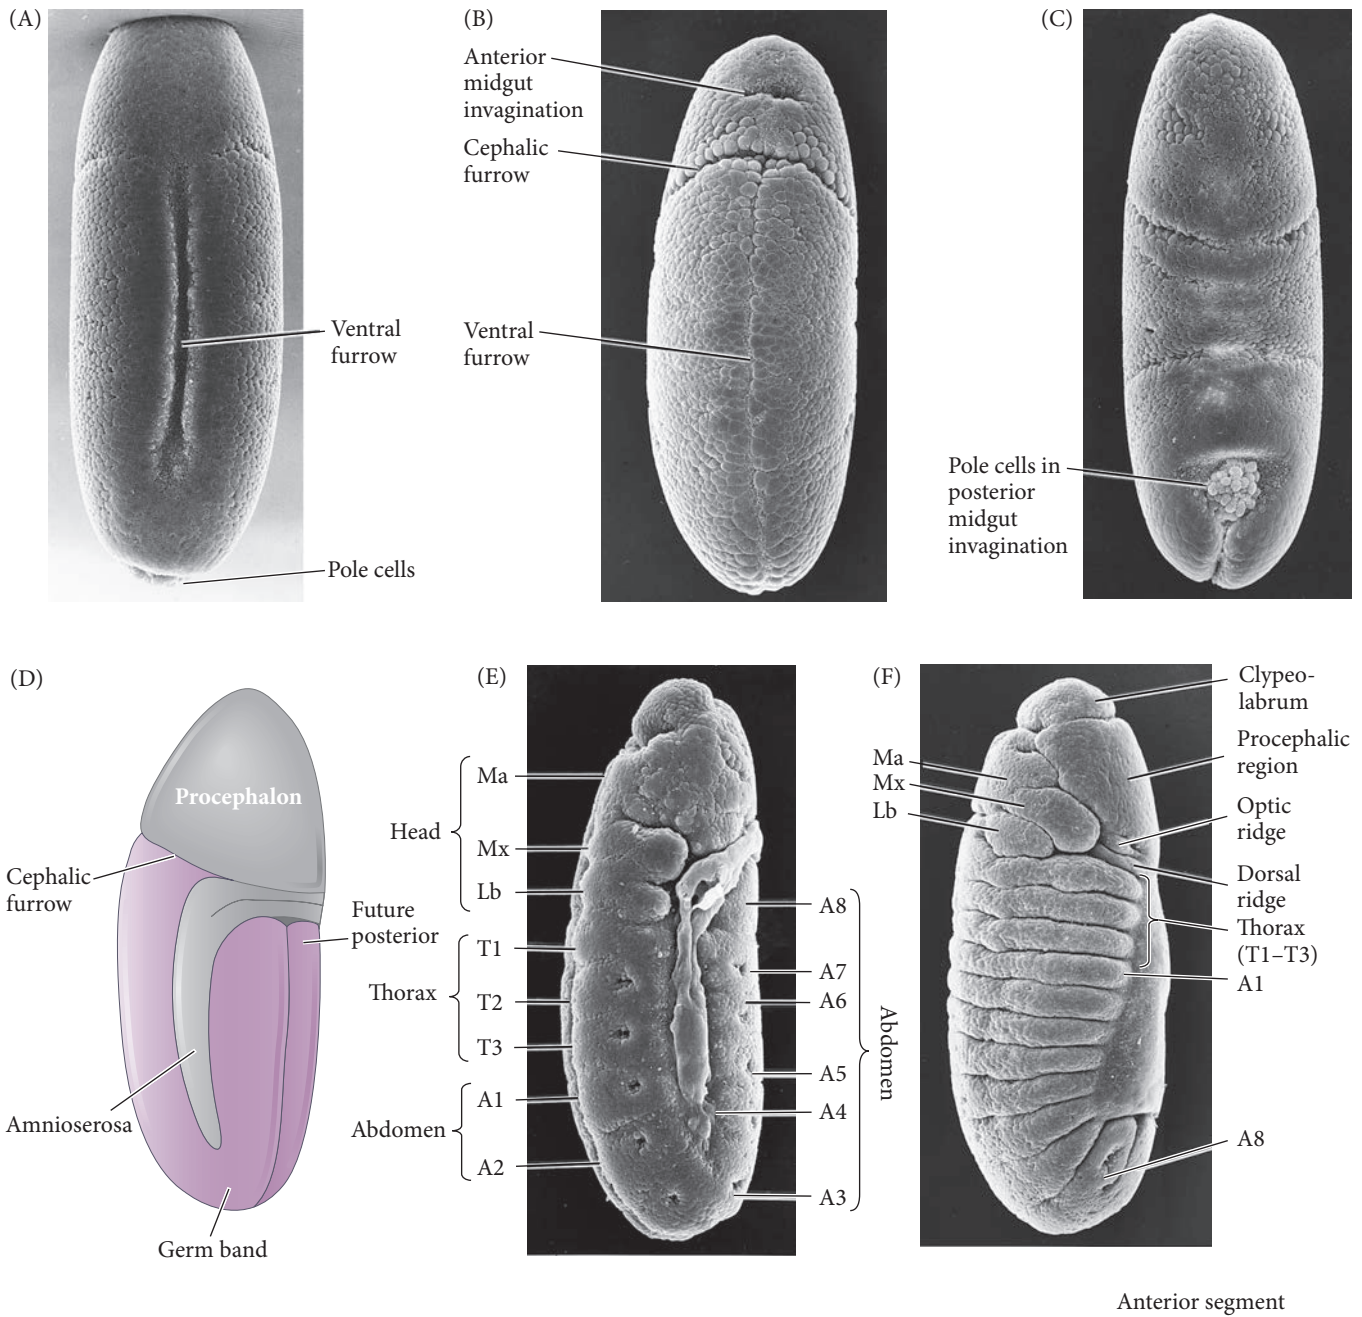 (A)
Ventral
furrow
Pole cells
(B)
Anterior
midgut
invagination
Cephalic
furrow
Ventral
furrow
(C)
Pole cells in
posterior
midgut
invagination
(D)
Procephalon
Cephalic
furrow
Future
posterior
Amnioserosa
Germ band
(E)
Head
Ma
Mx
Lb
Thorax
T1
T2
T3
Abdomen
A1
A2
A8
A7
A6
A5
A4
A3
Abdomen
(F)
Ma
Mx
Lb
Clypeo-
labrum
Procephalic
region
Optic
ridge
Dorsal
ridge
Thorax
(T1–T3)
A1
A8
Anterior segment